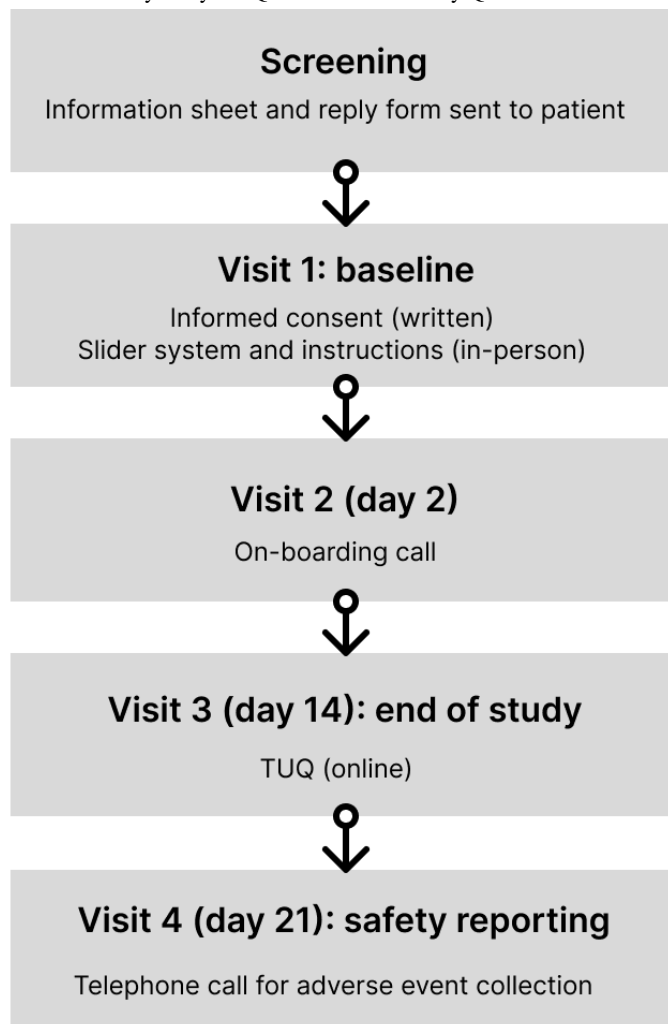 Screening
Information sheet and reply form sent to patient
Visit 1: baseline
Informed consent (written)
Slider system and instructions (in-person)
Visit 2 (day 2)
On-boarding call
Visit 3 (day 14): end of study
TUQ (online)
Visit 4 (day 21): safety reporting
Telephone call for adverse event collection